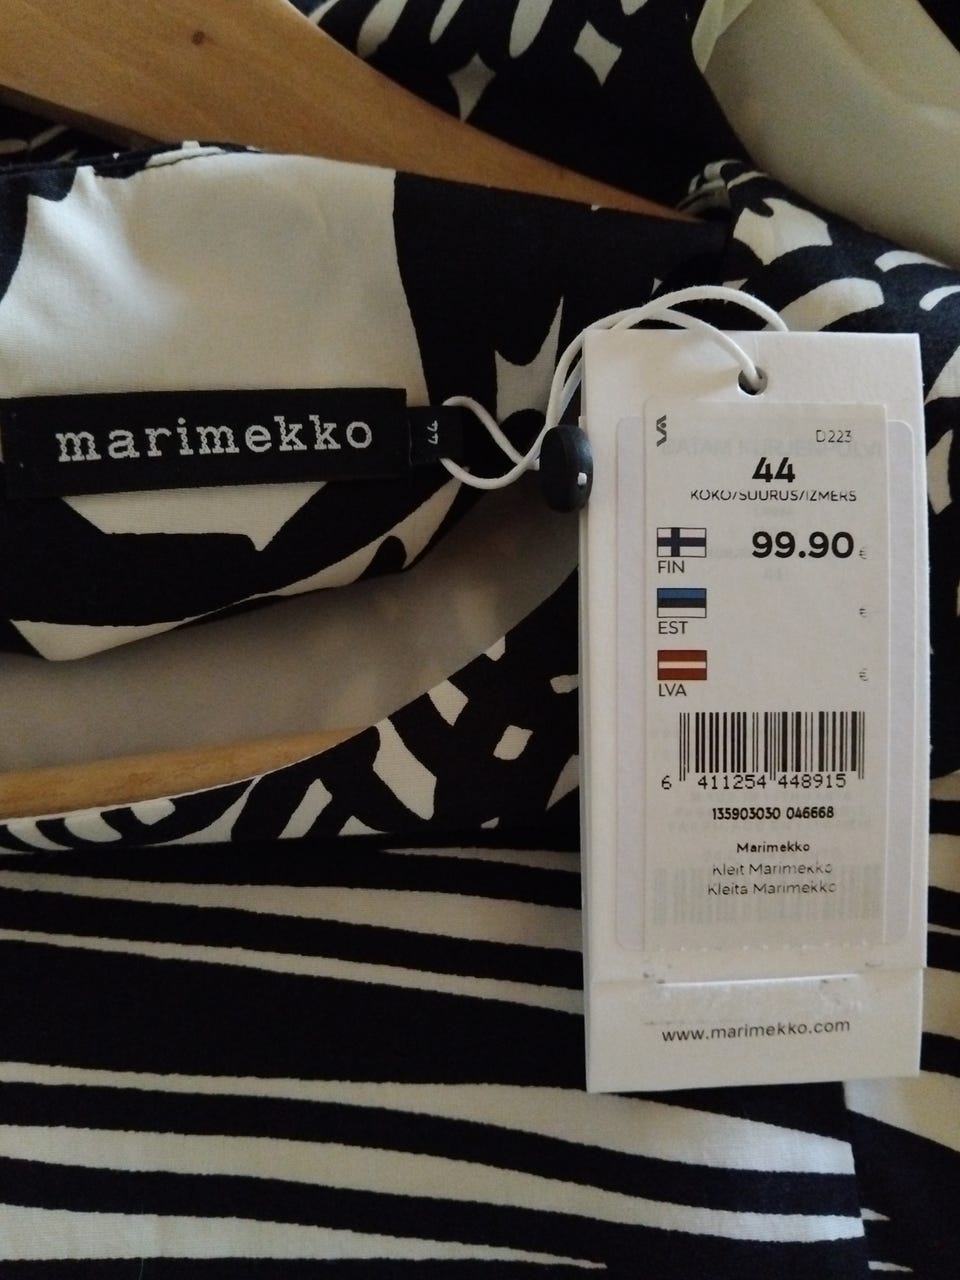 marimekko
44
D223
44
KOKO/SUURUS/IZMERS
99.90 €
FIN
€
EST
€
LVA
6 411254 448915
135903030 046668
Marimekko
Kleit Marimekko
Kleita Marimekko
www.marimekko.com